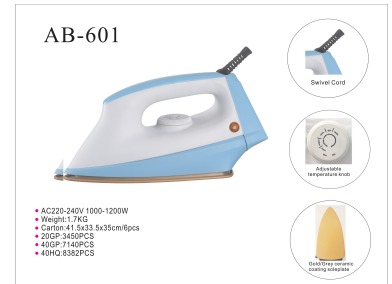 AB-601
Swivel Cord
Adjustable
temperature knob
AC220-240V 1000-1200W
Weight:1.7KG
Carton:41.5x33.5x35cm/6pcs
20GP:3450PCS
40GP:7140PCS
40HQ:8382PCS
Gold/Grey ceramic
coating soleplate